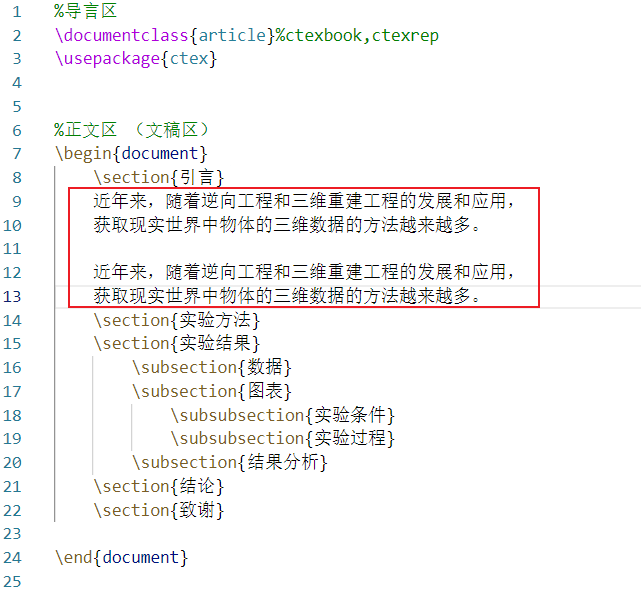 1 %导言区
2 \documentclass{article}%ctexbook,ctexrep
3 \usepackage{ctex}
4
5
6 %正文区 （文稿区）
7 \begin{document}
8 \section{引言}
9 近年来，随着逆向工程和三维重建工程的发展和应用，
10 获取现实世界中物体的三维数据的方法越来越多。
11
12 近年来，随着逆向工程和三维重建工程的发展和应用，
13 获取现实世界中物体的三维数据的方法越来越多。
14 \section{实验方法}
15 \section{实验结果}
16 \subsection{数据}
17 \subsection{图表}
18 \subsubsection{实验条件}
19 \subsubsection{实验过程}
20 \subsection{结果分析}
21 \section{结论}
22 \section{致谢}
23
24 \end{document}
25